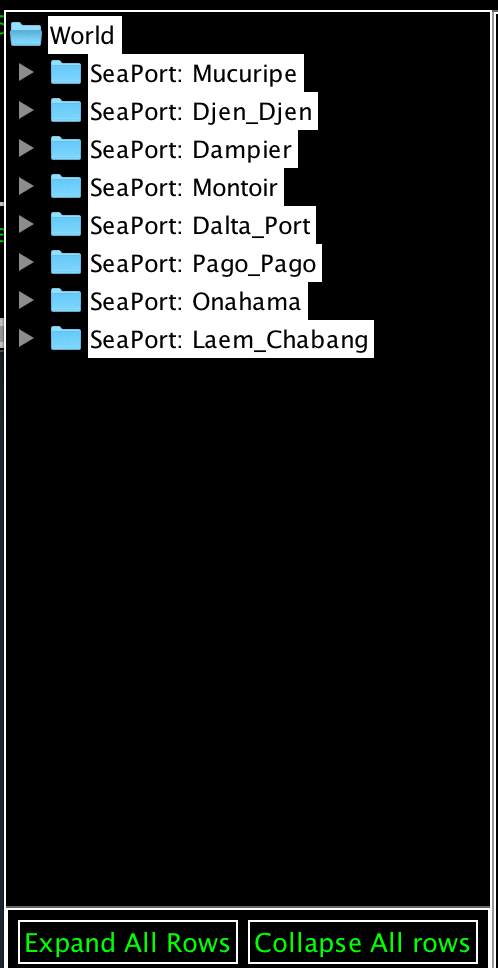 World
SeaPort: Mucuripe
SeaPort: Djen_Djen
SeaPort: Dampier
SeaPort: Montoir
SeaPort: Dalta_Port
SeaPort: Pago_Pago
SeaPort: Onahama
SeaPort: Laem_Chabang
Expand All Rows
Collapse All rows